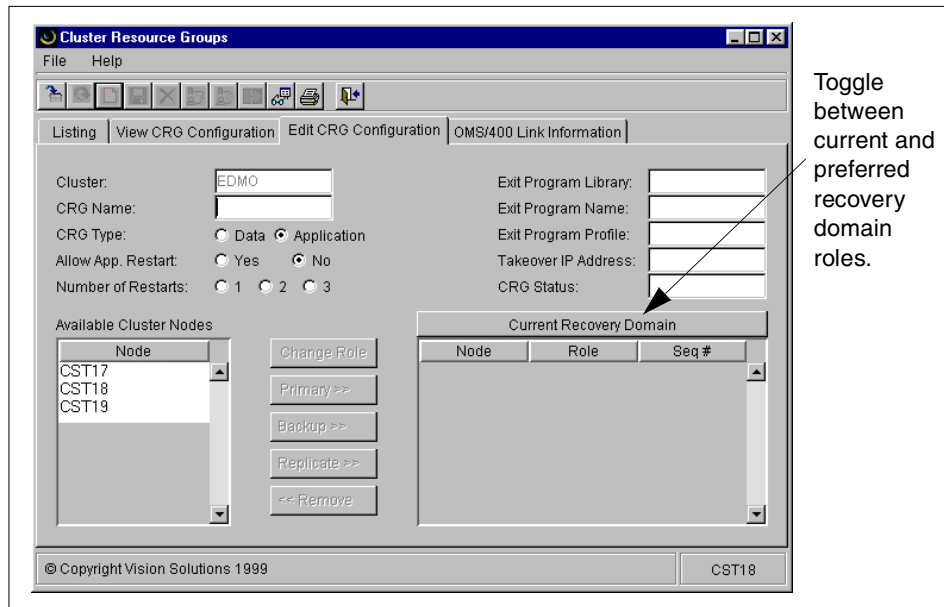 Cluster Resource Groups
File Help
Listing View CRG Configuration Edit CRG Configuration OMS/400 Link Information
Cluster: EDMO
CRG Name:
CRG Type: Data Application
Allow App. Restart: Yes No
Number of Restarts: 1 2 3
Exit Program Library:
Exit Program Name:
Exit Program Profile:
Takeover IP Address:
CRG Status:
Available Cluster Nodes
Node
CST17
CST18
CST19
Change Role
Primary >>
Backup >>
Replicate >>
<< Remove
Current Recovery Domain
Node Role Seq #
© Copyright Vision Solutions 1999
CST18
Toggle
between
current and
preferred
recovery
domain
roles.